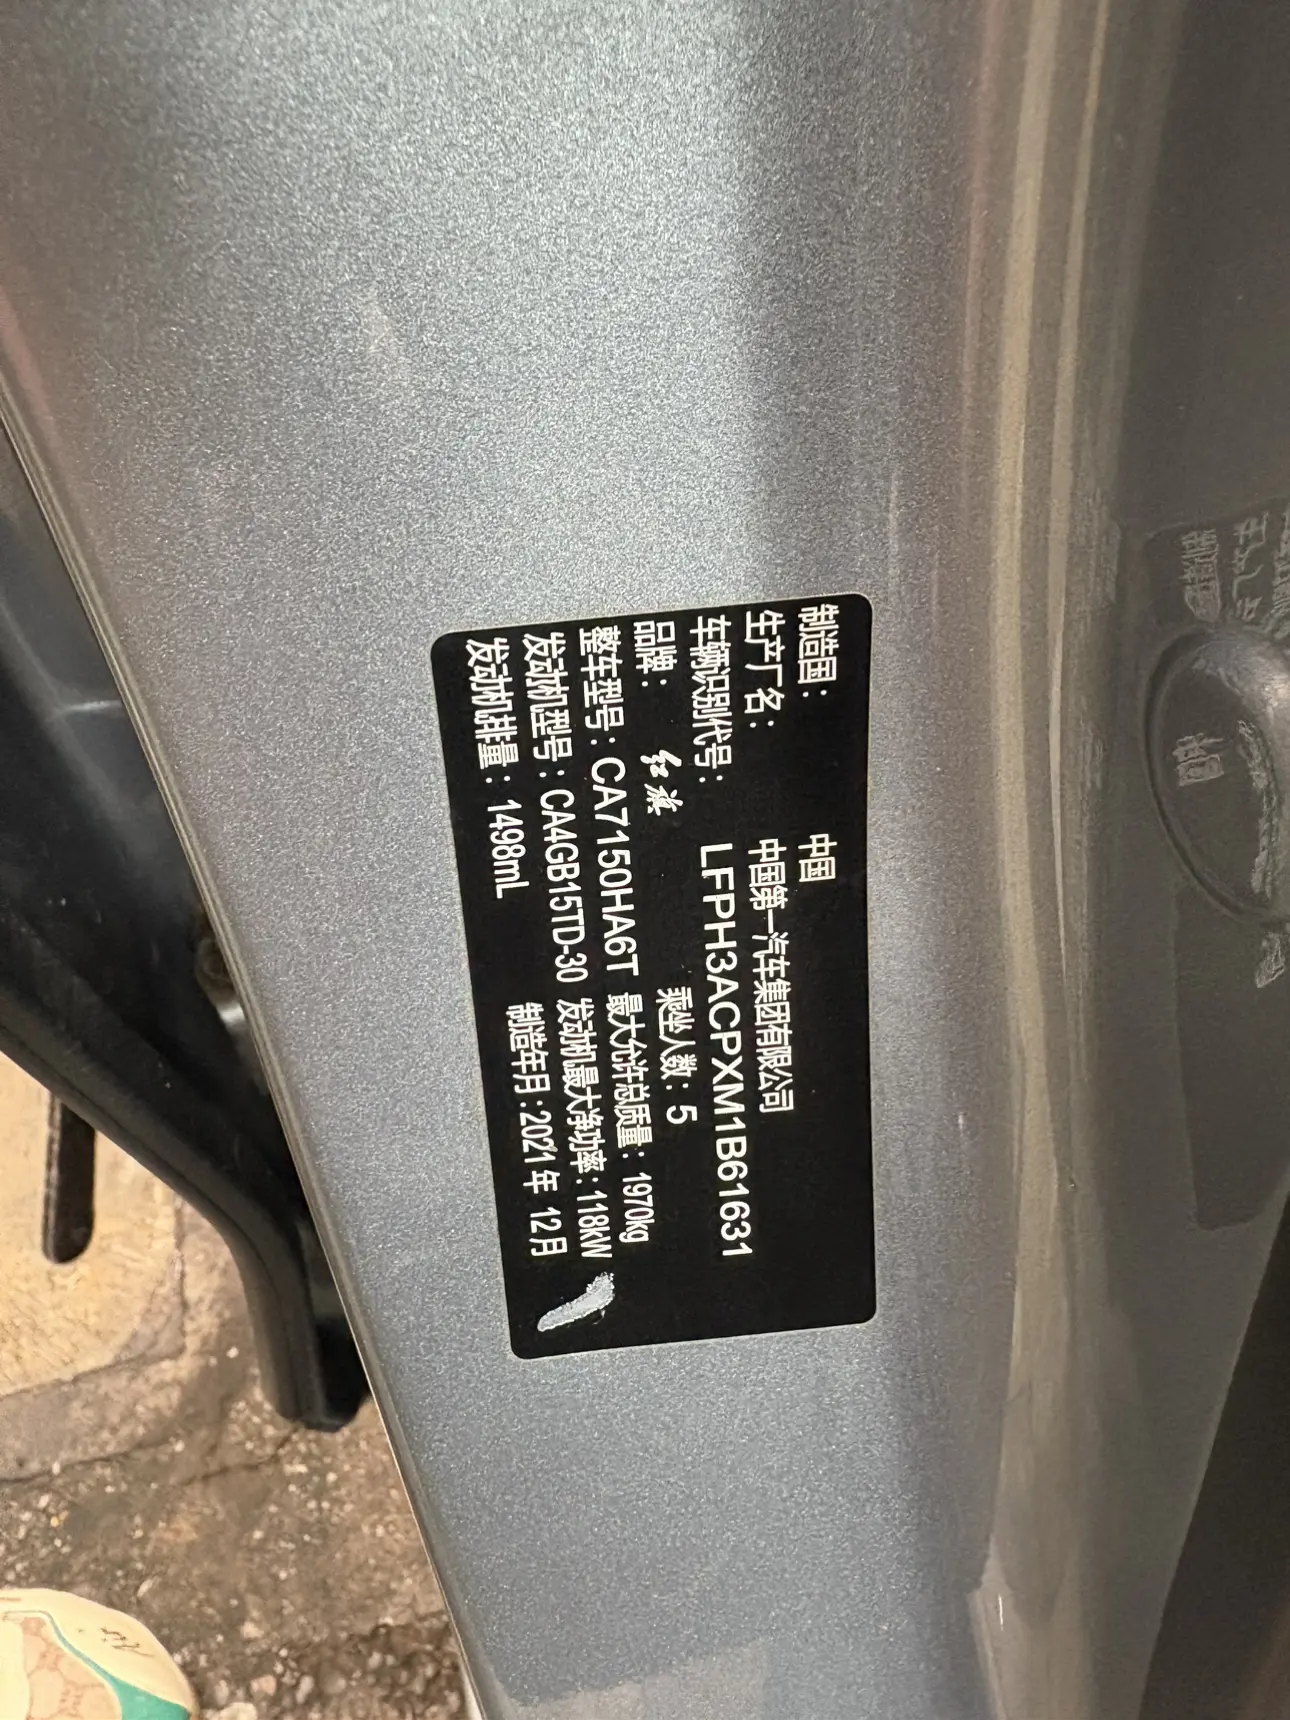 制造国： 中国
生产厂名： 中国第一汽车集团有限公司
车辆识别代号： LFPH3ACPXM1B61631
品牌： 红旗 乘坐人数：5
整车型号：CA7150HA6T 最大允许总质量：1970kg
发动机型号：CA4GB15TD-30 发动机最大净功率：118kW
发动机排量：1498mL 制造年月：2021年 12月